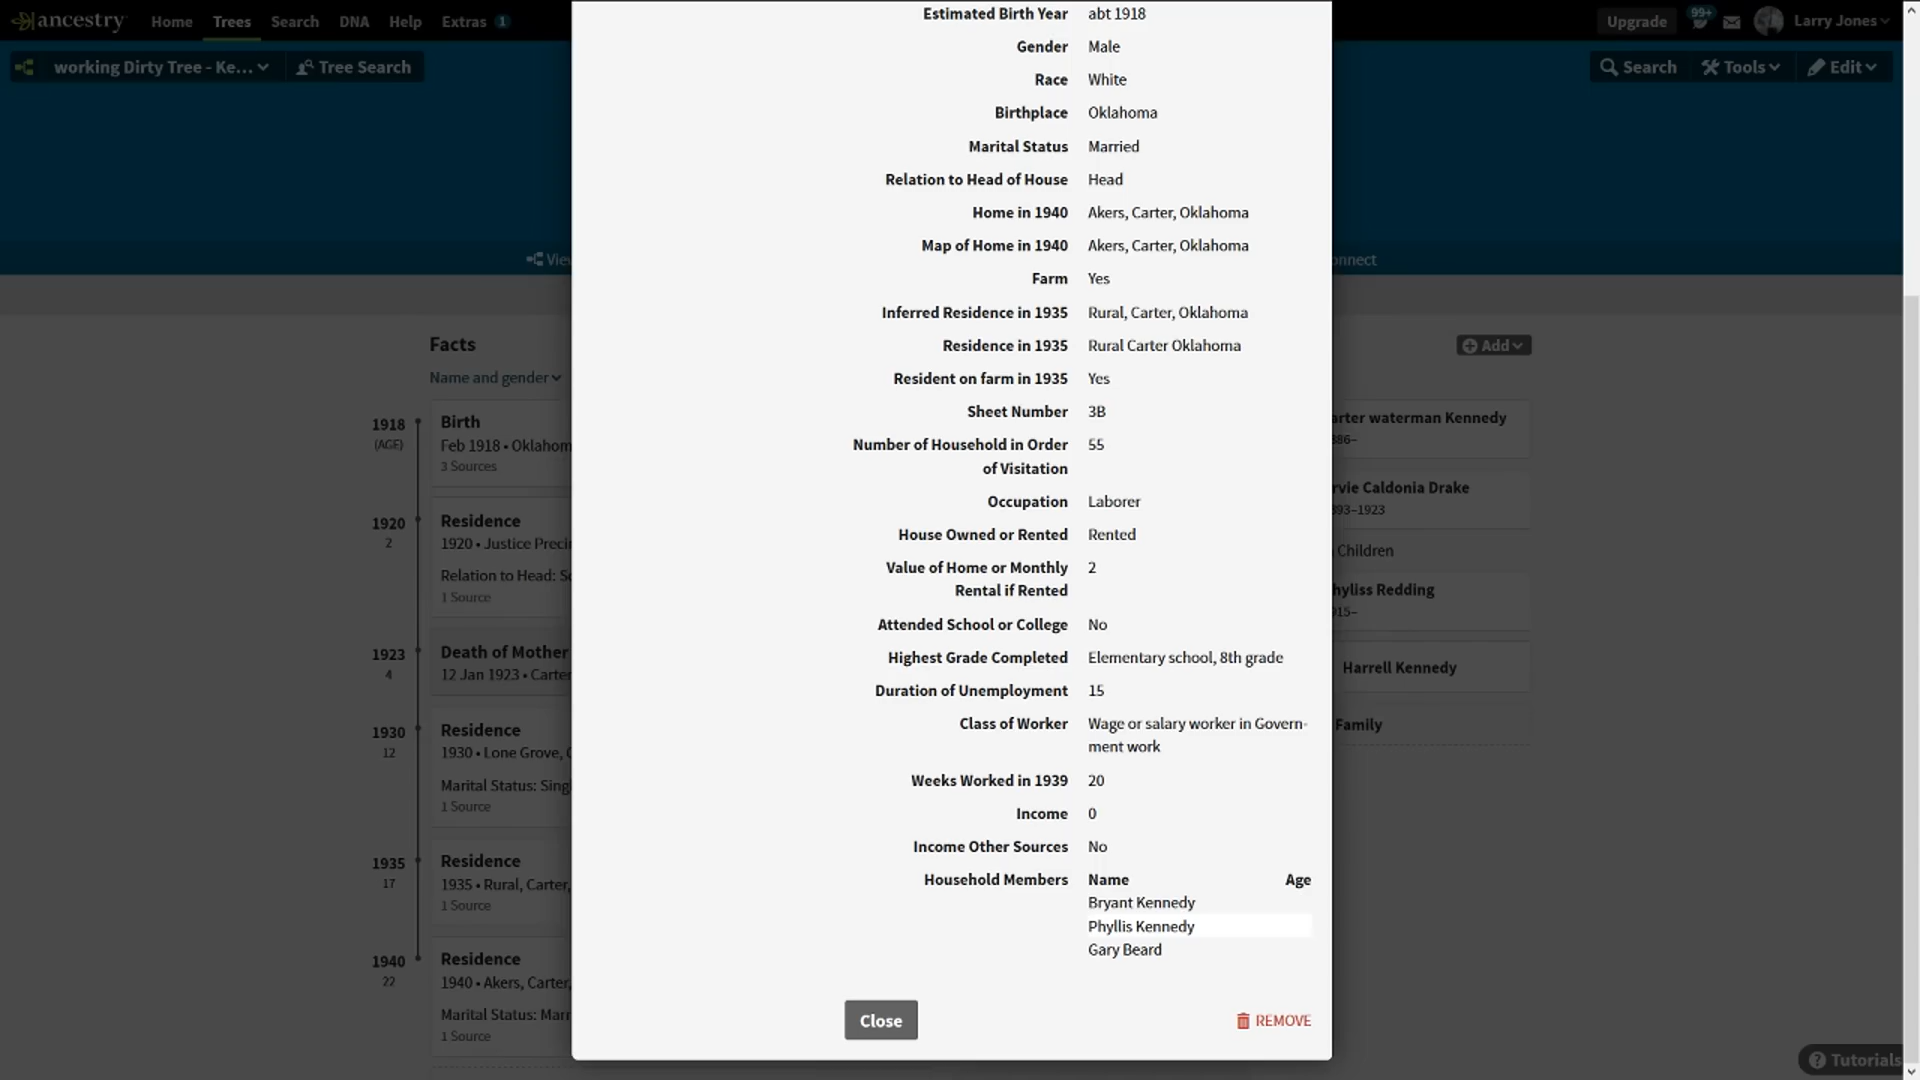 ancestry
Home
Trees
Search
DNA
Help
Extras
1
Upgrade
99+
Larry Jones
working Dirty Tree - Ke...
Tree Search
Search
Tools
Edit
Facts
Name and gender
Add
1918
(AGE)
Birth
Feb 1918 •
3 Sources
1920
2
Residence
1920 • Justice
Relation to Head:
1 Source
1923
4
Death of Mother
12 Jan 1923 •
1930
12
Residence
1930 • Lone Grove,
Marital Status:
1 Source
1935
17
Residence
1935 • Rural, Carter,
1 Source
1940
22
Residence
1940 • Akers, Carter,
Marital Status:
1 Source
Estimated Birth Year abt 1918
Gender Male
Race White
Birthplace Oklahoma
Marital Status Married
Relation to Head of House Head
Home in 1940 Akers, Carter, Oklahoma
Map of Home in 1940 Akers, Carter, Oklahoma
Farm Yes
Inferred Residence in 1935 Rural, Carter, Oklahoma
Residence in 1935 Rural Carter Oklahoma
Resident on farm in 1935 Yes
Sheet Number 3B
Number of Household in Order 55
of Visitation
Occupation Laborer
House Owned or Rented Rented
Value of Home or Monthly 2
Rental if Rented
Attended School or College No
Highest Grade Completed Elementary school, 8th grade
Duration of Unemployment 15
Class of Worker Wage or salary worker in Govern-
ment work
Weeks Worked in 1939 20
Income 0
Income Other Sources No
Household Members Name Age
Bryant Kennedy
Phyllis Kennedy
Gary Beard
Close
REMOVE
waterman Kennedy
Caldonia Drake
1923
Children
Redding
Harrell Kennedy
Family
Tutorials